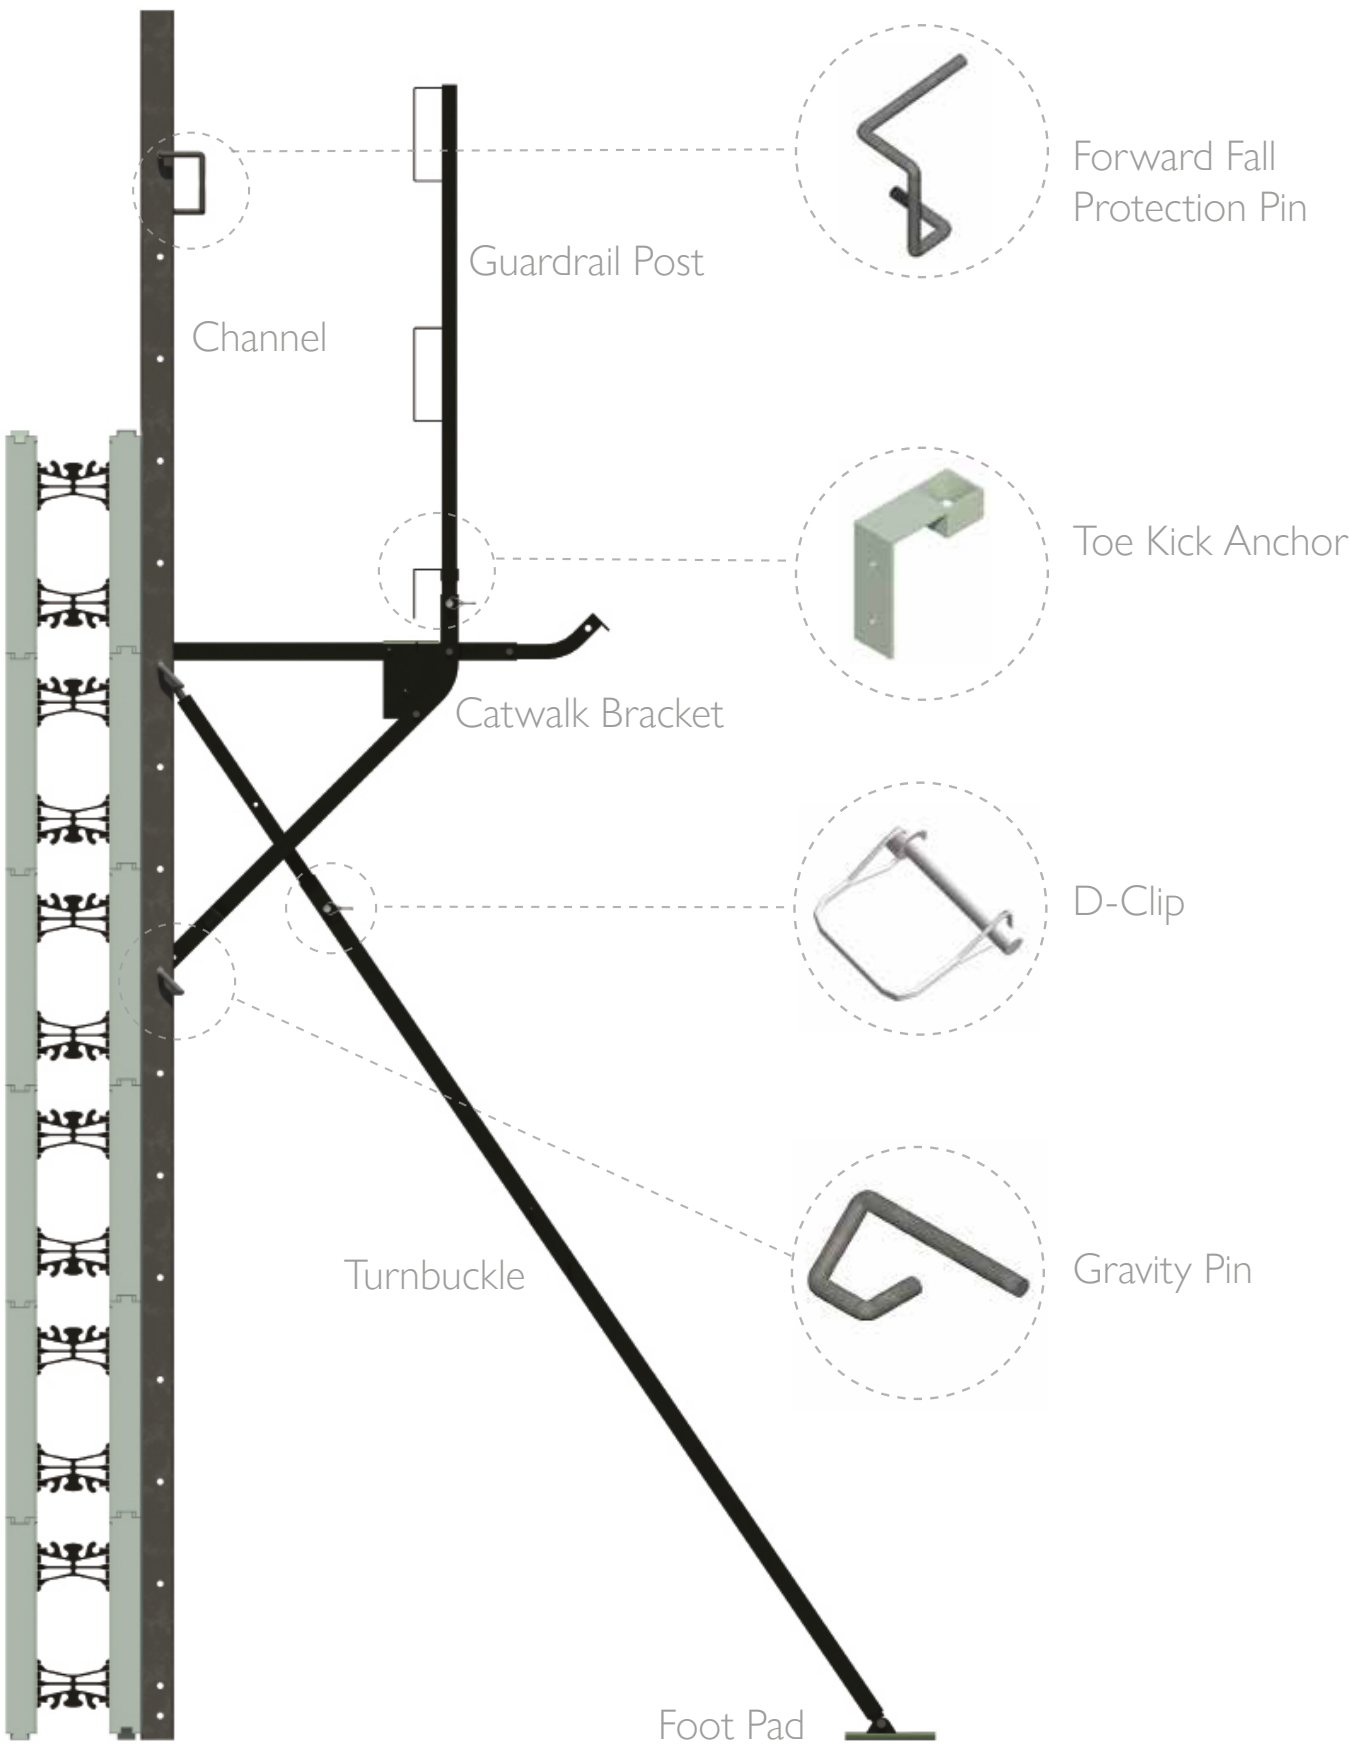 Forward Fall
Protection Pin
Guardrail Post
Channel
Toe Kick Anchor
Catwalk Bracket
D-Clip
Gravity Pin
Turnbuckle
Foot Pad